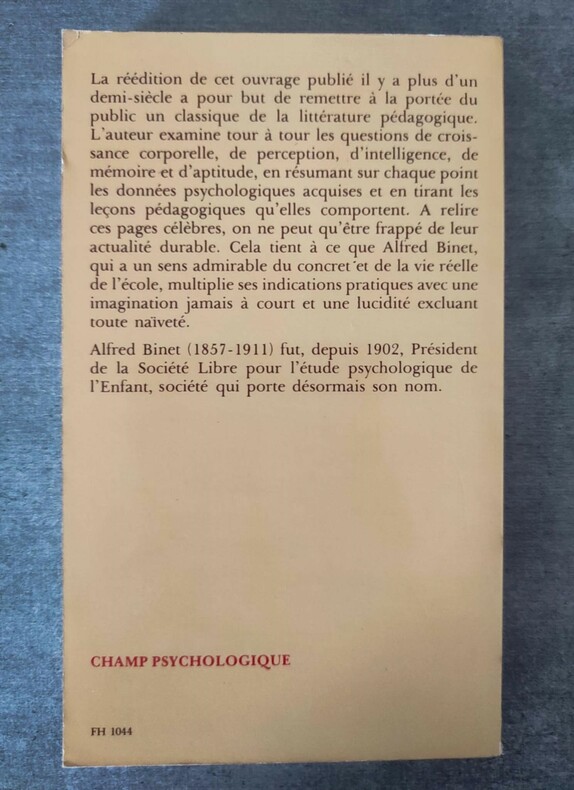 La réédition de cet ouvrage publié il y a plus d'un
demi-siècle a pour but de remettre à la portée du
public un classique de la littérature pédagogique.
L'auteur examine tour à tour les questions de crois-
sance corporelle, de perception, d'intelligence, de
mémoire et d'aptitude, en résumant sur chaque point
les données psychologiques acquises et en tirant les
leçons pédagogiques qu'elles comportent. A relire
ces pages célèbres, on ne peut qu'être frappé de leur
actualité durable. Cela tient à ce que Alfred Binet,
qui a un sens admirable du concret et de la vie réelle
de l'école, multiplie ses indications pratiques avec une
imagination jamais à court et une lucidité excluant
toute naïveté.
Alfred Binet (1857-1911) fut, depuis 1902, Président
de la Société Libre pour l'étude psychologique de
l'Enfant, société qui porte désormais son nom.
CHAMP PSYCHOLOGIQUE
FH 1044